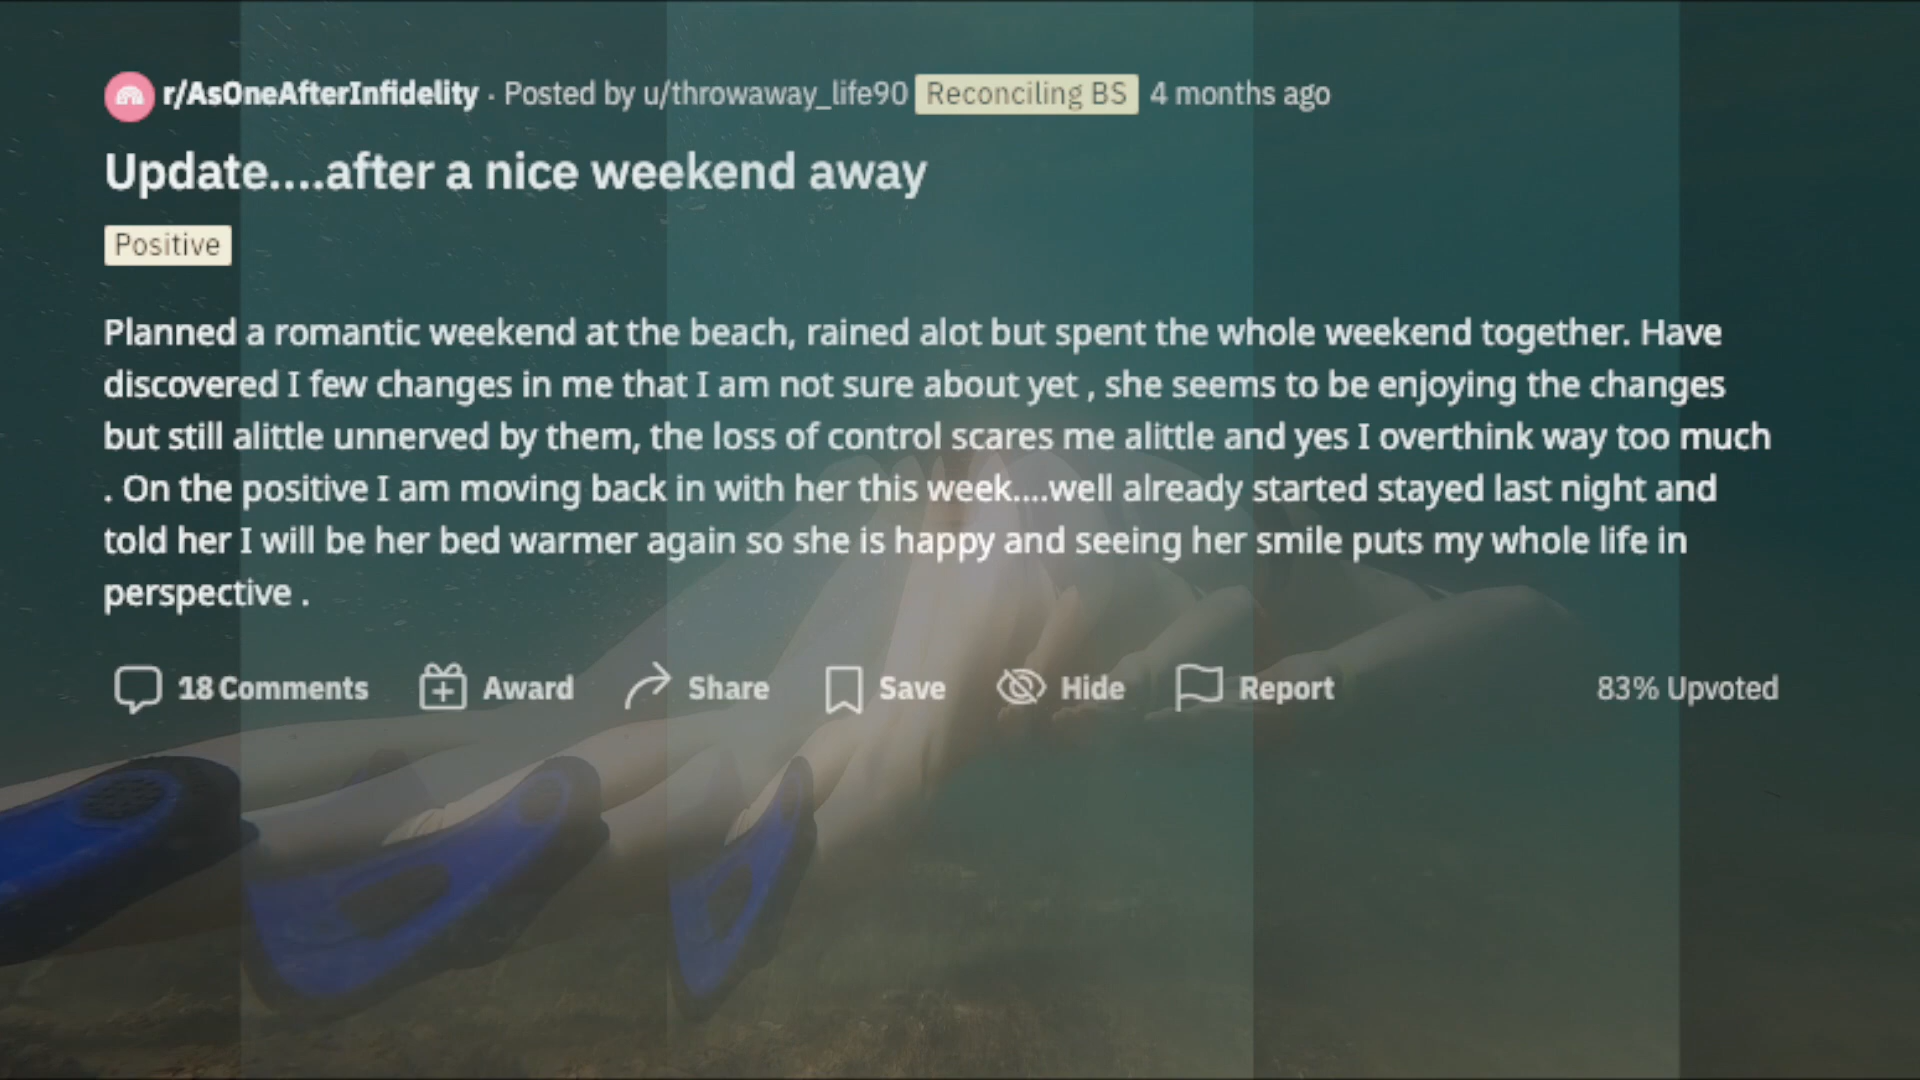 r/AsOneAfterInfidelity · Posted by u/throwaway_life90 Reconciling BS 4 months ago
Update....after a nice weekend away
Positive
Planned a romantic weekend at the beach, rained alot but spent the whole weekend together. Have
discovered I few changes in me that I am not sure about yet , she seems to be enjoying the changes
but still alittle unnerved by them, the loss of control scares me alittle and yes I overthink way too much
. On the positive I am moving back in with her this week....well already started stayed last night and
told her I will be her bed warmer again so she is happy and seeing her smile puts my whole life in
perspective .
18 Comments Award Share Save Hide Report 83% Upvoted